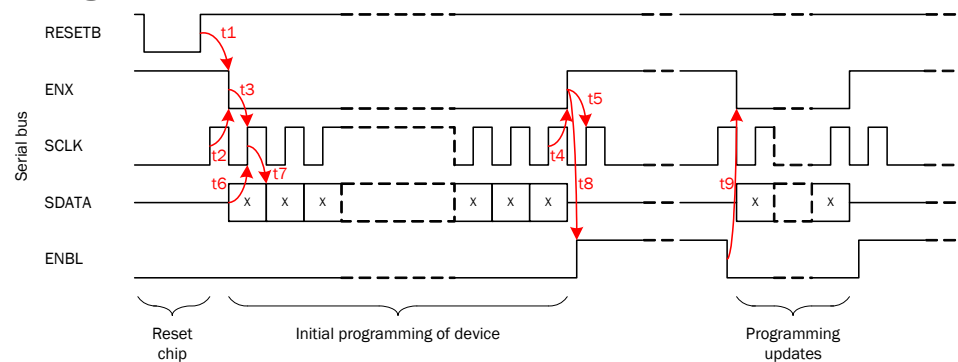 RESETB
t1
ENX
t3
t5
Serial bus
SCLK
t2
t4
t6
t7
t8
t9
SDATA
X X X X X X X X
ENBL
Reset
chip
Initial programming of device
Programming
updates